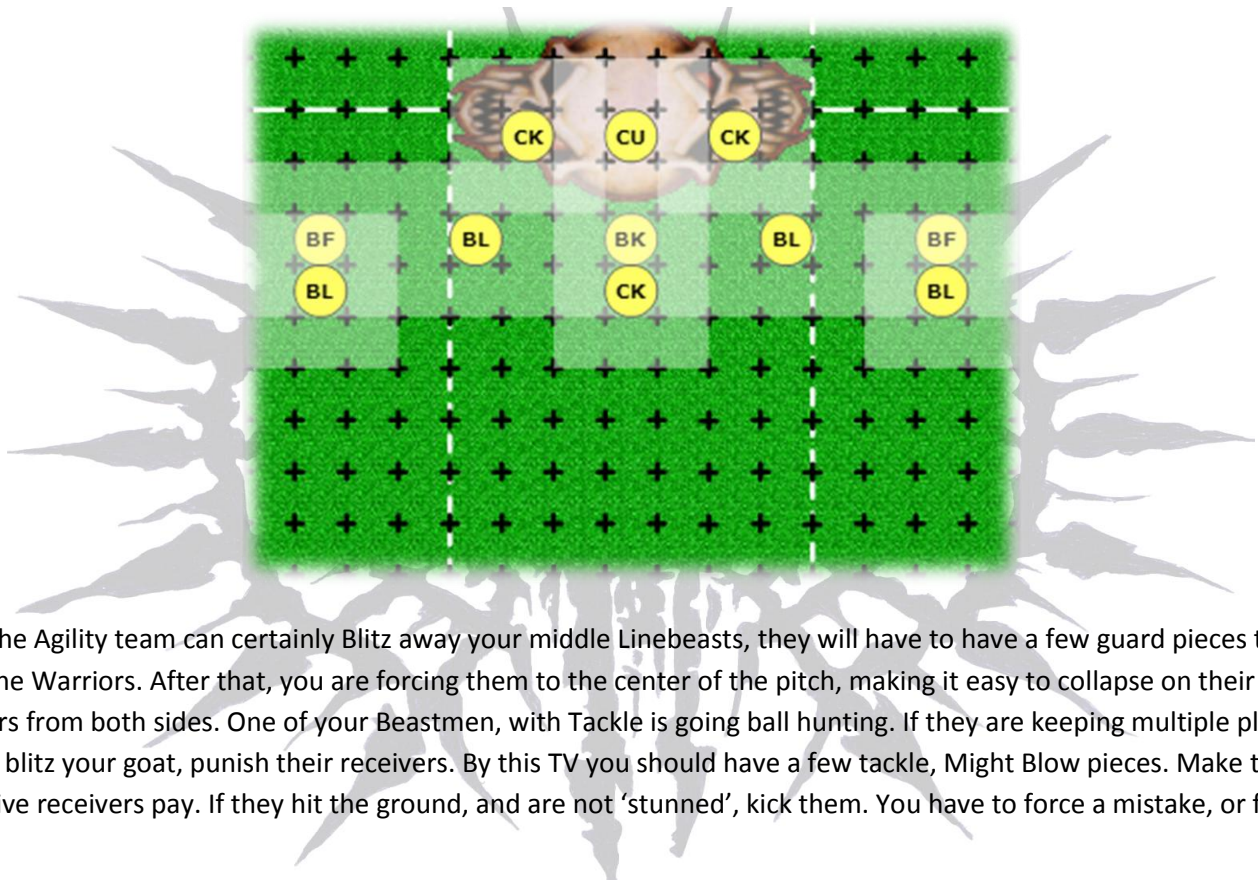 CK CU CK
BF BL BK BL BF
BL CK BL
he Agility team can certainly Blitz away your middle Linebeasts, they will have to have a few guard pieces t
ne Warriors. After that, you are forcing them to the center of the pitch, making it easy to collapse on their
rs from both sides. One of your Beastmen, with Tackle is going ball hunting. If they are keeping multiple pl
blitz your goat, punish their receivers. By this TV you should have a few tackle, Might Blow pieces. Make t
ive receivers pay. If they hit the ground, and are not ‘stunned’, kick them. You have to force a mistake, or f